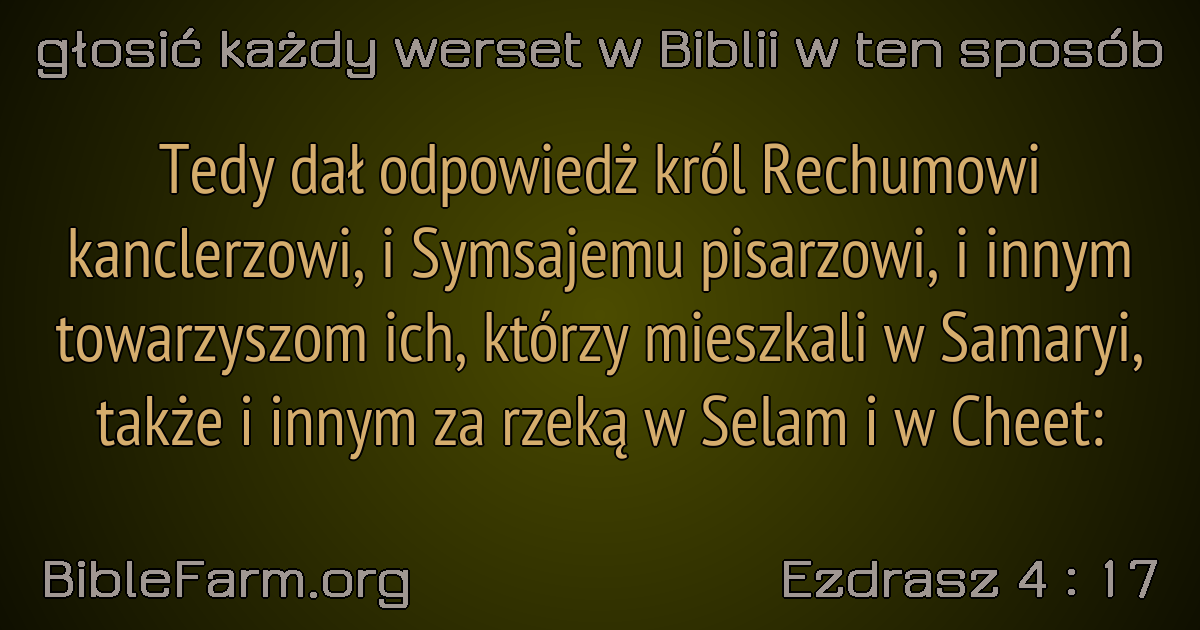 głosić każdy werset w Biblii w ten sposób
Tedy dał odpowiedż król Rechumowi
kanclerzowi, i Symsajemu pisarzowi, i innym
towarzyszom ich, którzy mieszkali w Samaryi,
także i innym za rzeką w Selam i w Cheet:
BibleFarm.org
Ezdrasz 4 : 17